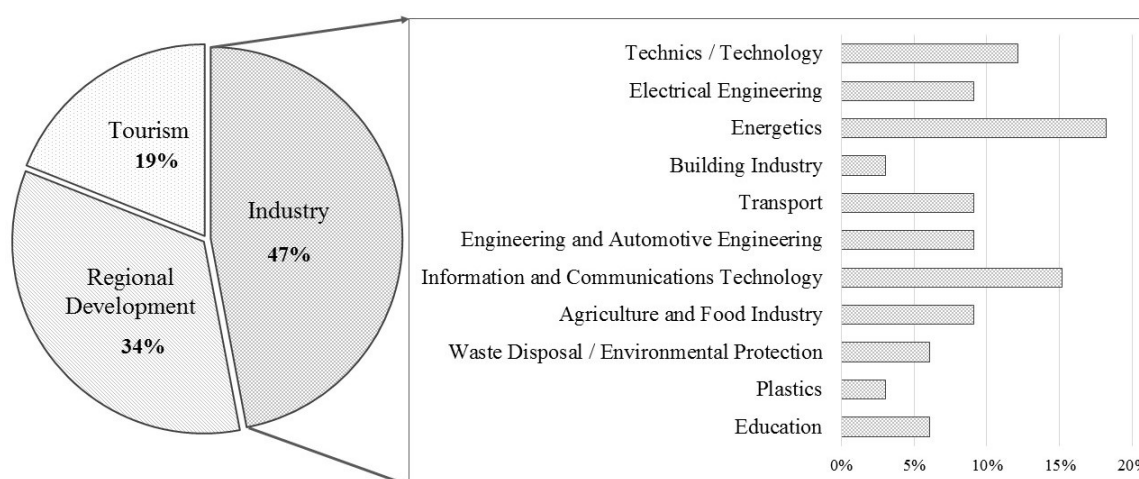 Tourism
19%
Industry
47%
Regional
Development
34%
Technics / Technology
Electrical Engineering
Energetics
Building Industry
Transport
Engineering and Automotive Engineering
Information and Communications Technology
Agriculture and Food Industry
Waste Disposal / Environmental Protection
Plastics
Education
0% 5% 10% 15% 20%